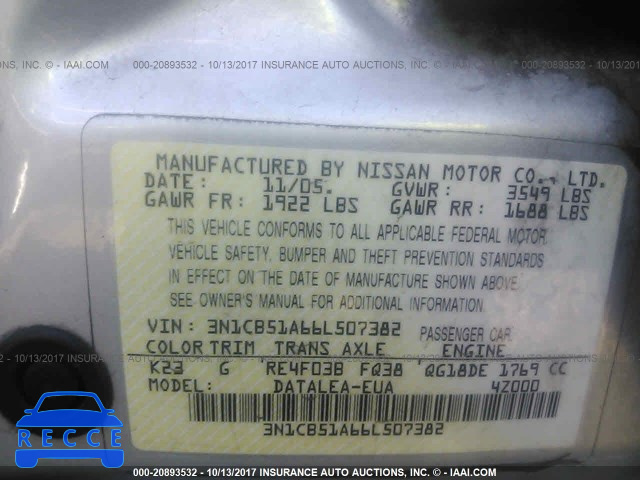 000-20893532 - 10/13/2017 INSURANCE AUTO AUCTIONS, INC. - © IAAI.COM
MANUFACTURED BY NISSAN MOTOR CO., LTD.
DATE: 11/05. GVWR: 3549 LBS
GAWR FR: 1922 LBS GAWR RR: 1688 LBS
THIS VEHICLE CONFORMS TO ALL APPLICABLE FEDERAL MOTOR
VEHICLE SAFETY, BUMPER AND THEFT PREVENTION STANDARDS
IN EFFECT ON THE DATE OF MANUFACTURE SHOWN ABOVE.
SEE OWNER'S MANUAL FOR ADDITIONAL INFORMATION.
VIN: 3N1CB51A66L507382 PASSENGER CAR
COLOR TRIM TRANS AXLE ENGINE
K23 G RE4F03B FQ38 QG18DE 1769 CC
MODEL: DATALEA-EUA 4Z000
3N1CB51A66L507382
RECCE.CO
000-20893532 - 10/13/2017 INSURANCE AUTO AUCTIONS, INC. - © IAAI.COM